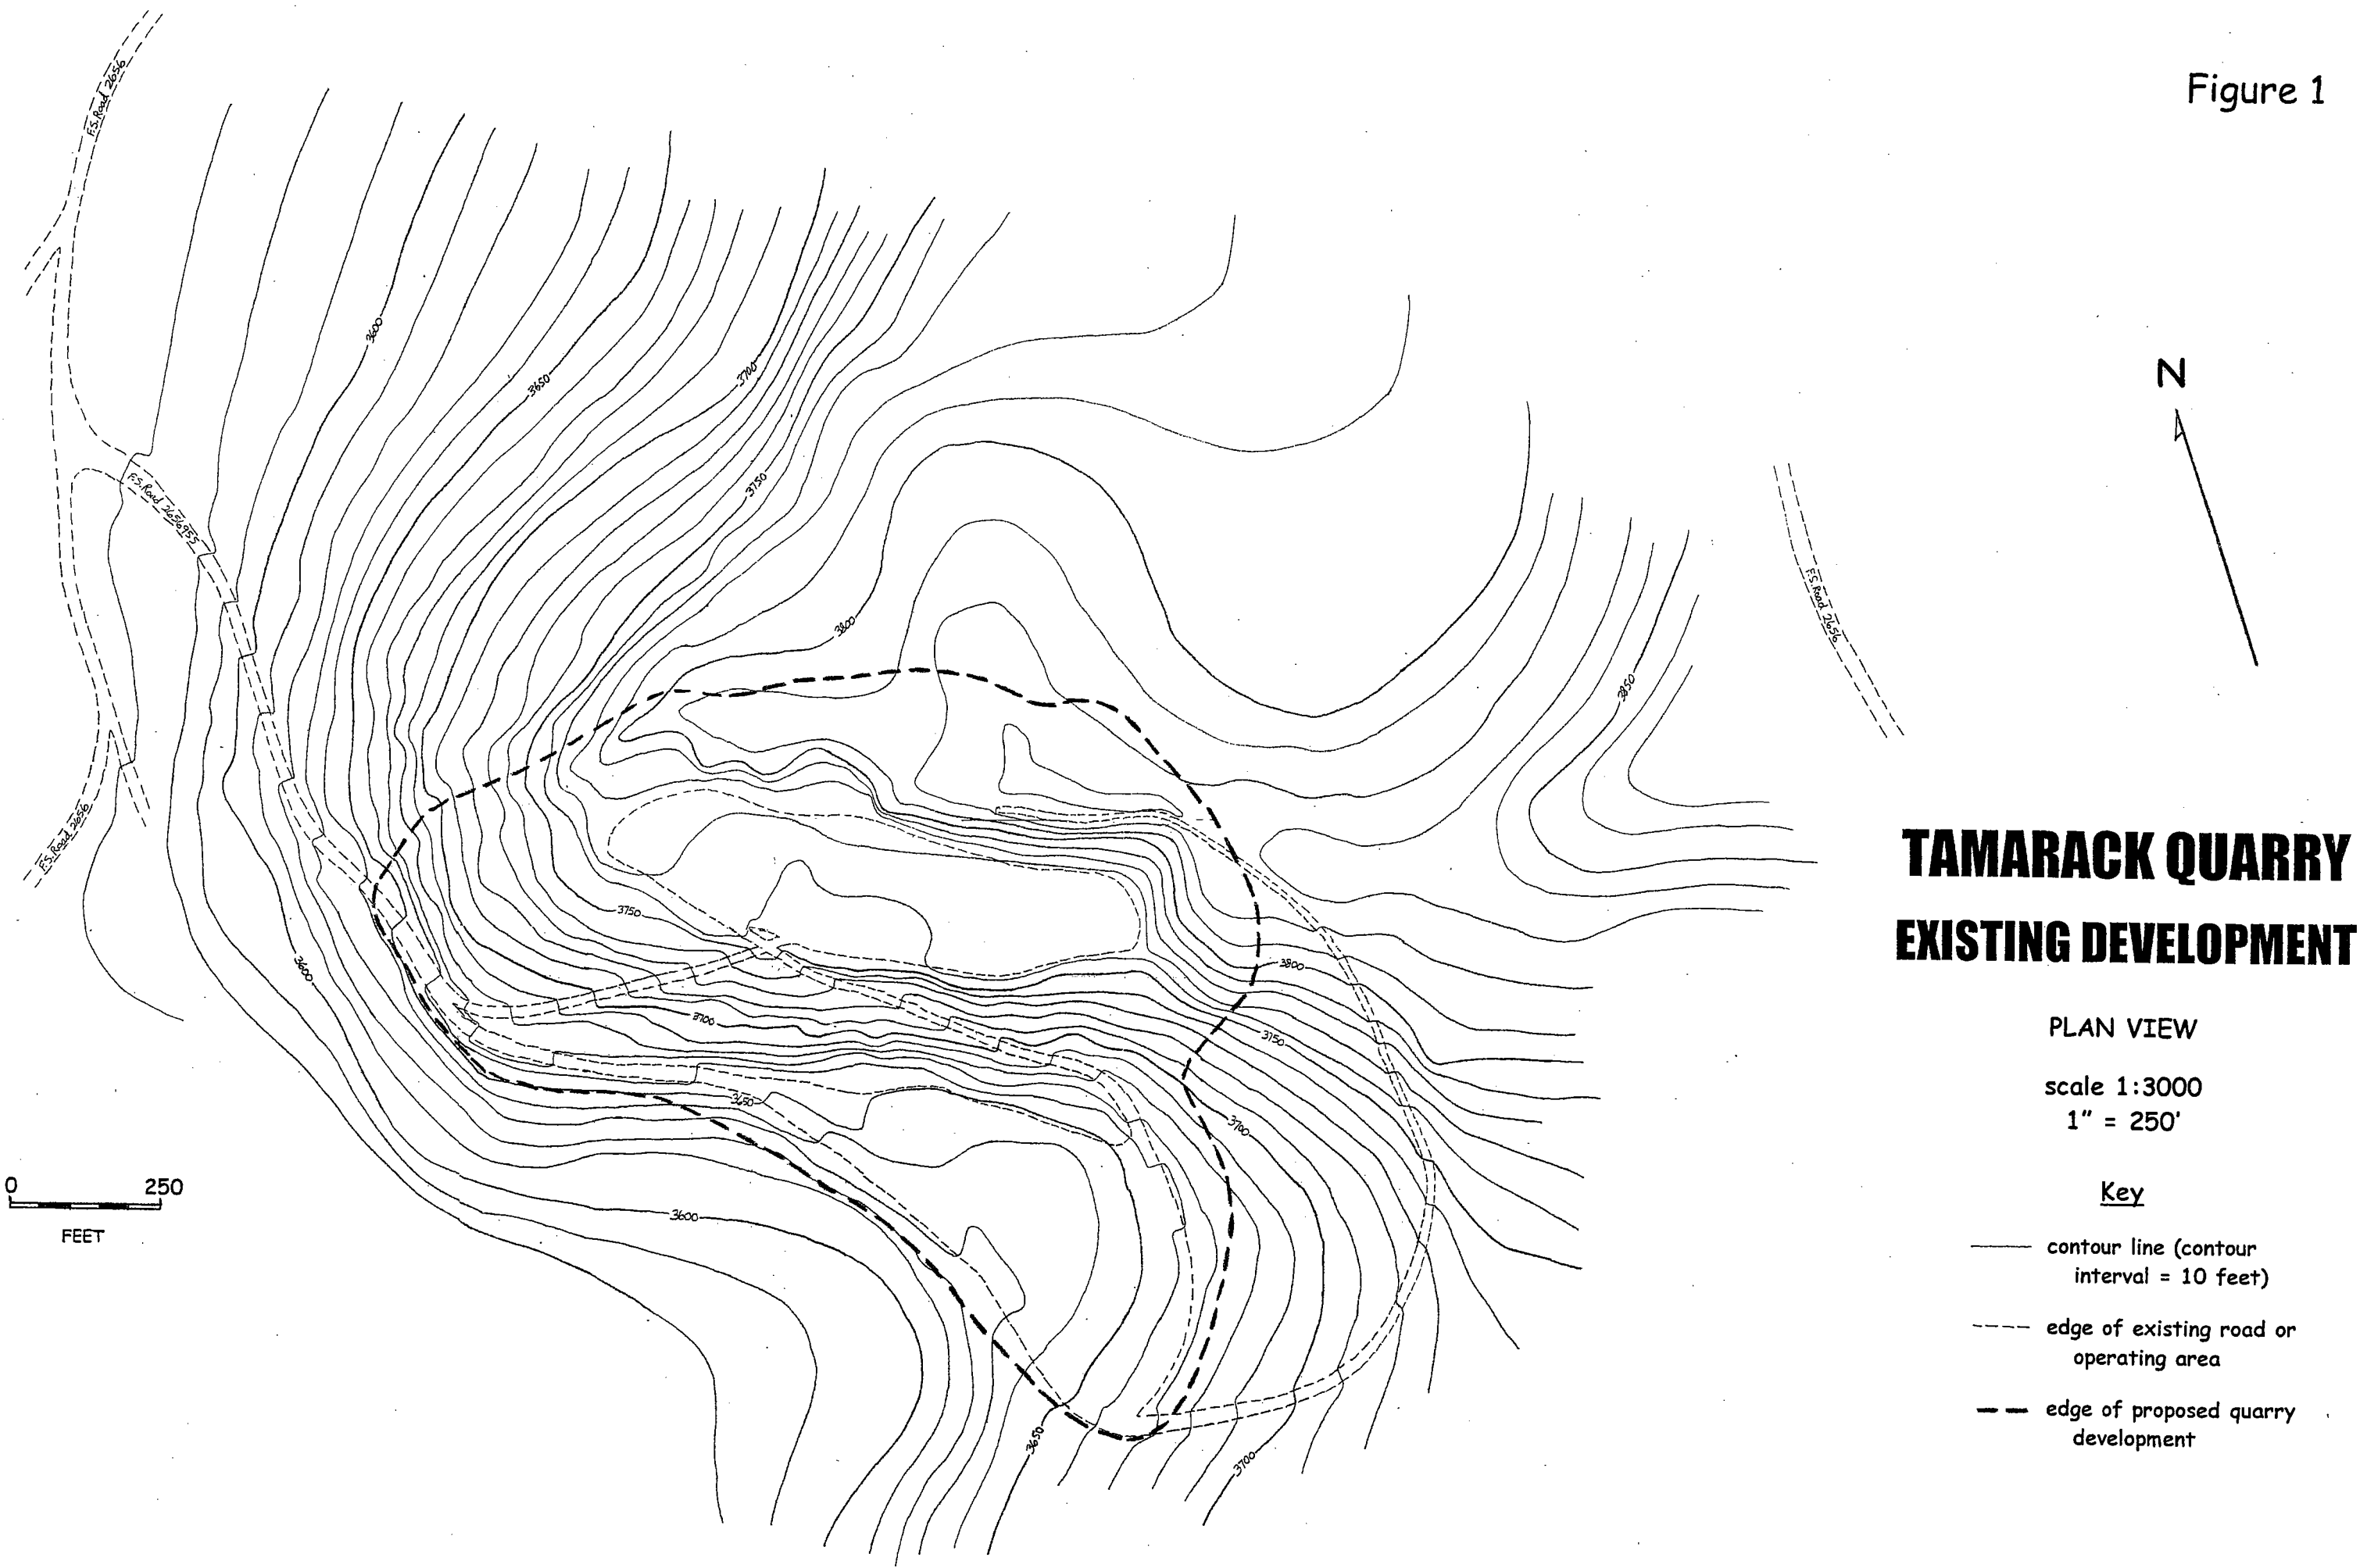 Figure 1
F.S. Road 2656
3600
3650
3700
3750
F.S. Road 2656955
N
F.S. Road 2656
3800
3850
F.S. Road 2656
3750
3600
3800
3700
3750
3650
3700
3600
3650
3700
TAMARACK QUARRY
EXISTING DEVELOPMENT
PLAN VIEW
scale 1:3000
1" = 250'
Key
contour line (contour
interval = 10 feet)
edge of existing road or
operating area
edge of proposed quarry
development
0 250
FEET